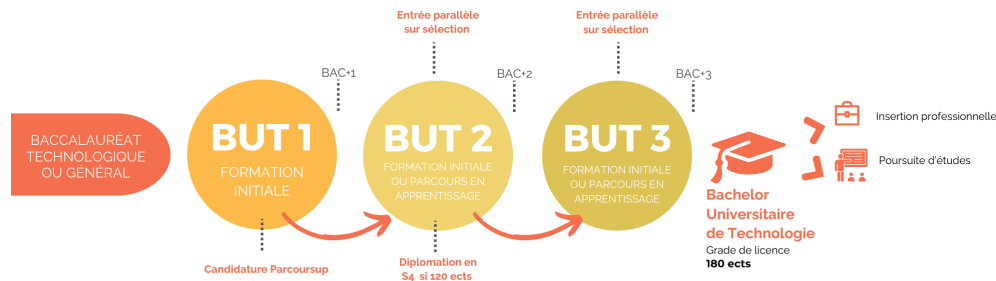 BACCALAURÉAT
TECHNOLOGIQUE
OU GÉNÉRAL
BAC+1
BUT 1
FORMATION
INITIALE
Candidature Parcoursup
Entrée parallèle
sur sélection
BAC+2
BUT 2
FORMATION INITIALE
OU PARCOURS EN
APPRENTISSAGE
Diplomation en
S4 si 120 ects
Entrée parallèle
sur sélection
BAC+3
BUT 3
FORMATION INITIALE
OU PARCOURS EN
APPRENTISSAGE
Bachelor
Universitaire
de Technologie
Grade de licence
180 ects
Insertion professionnelle
Poursuite d'études